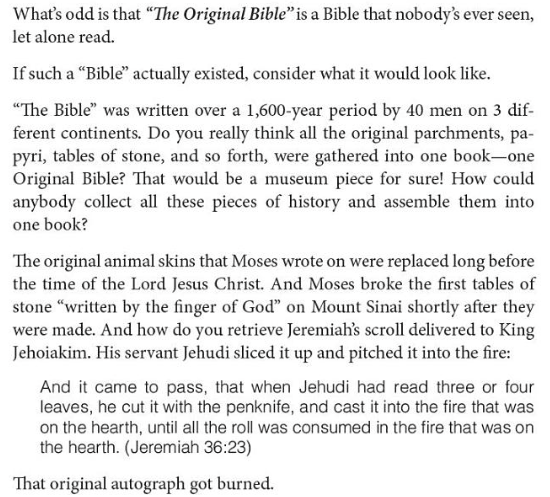 What's odd is that “The Original Bible” is a Bible that nobody's ever seen,
let alone read.
If such a “Bible” actually existed, consider what it would look like.
“The Bible” was written over a 1,600-year period by 40 men on 3 dif-
ferent continents. Do you really think all the original parchments, pa-
pyri, tables of stone, and so forth, were gathered into one book—one
Original Bible? That would be a museum piece for sure! How could
anybody collect all these pieces of history and assemble them into
one book?
The original animal skins that Moses wrote on were replaced long before
the time of the Lord Jesus Christ. And Moses broke the first tables of
stone “written by the finger of God” on Mount Sinai shortly after they
were made. And how do you retrieve Jeremiah's scroll delivered to King
Jehoiakim. His servant Jehudi sliced it up and pitched it into the fire:
And it came to pass, that when Jehudi had read three or four
leaves, he cut it with the penknife, and cast it into the fire that was
on the hearth, until all the roll was consumed in the fire that was on
the hearth. (Jeremiah 36:23)
That original autograph got burned.